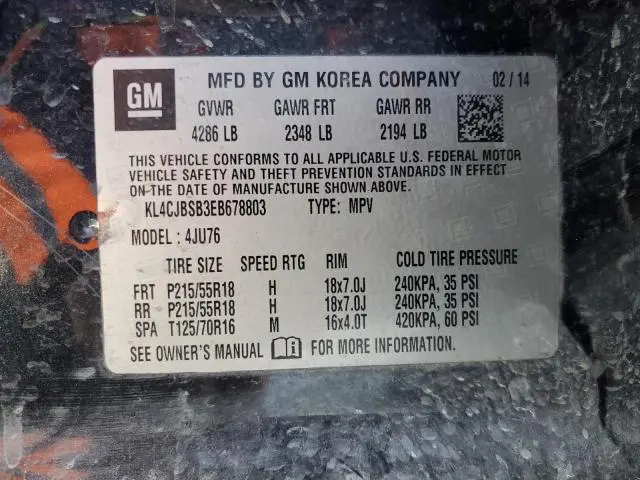 GM MFD BY GM KOREA COMPANY 02/14
GVWR GAWR FRT GAWR RR
4286 LB 2348 LB 2194 LB
THIS VEHICLE CONFORMS TO ALL APPLICABLE U.S. FEDERAL MOTOR
VEHICLE SAFETY AND THEFT PREVENTION STANDARDS IN EFFECT
ON THE DATE OF MANUFACTURE SHOWN ABOVE.
KL4CJBSB3EB678803 TYPE: MPV
MODEL : 4JU76
TIRE SIZE SPEED RTG RIM COLD TIRE PRESSURE
FRT P215/55R18 H 18x7.0J 240KPA, 35 PSI
RR P215/55R18 H 18x7.0J 240KPA, 35 PSI
SPA T125/70R16 M 16x4.0T 420KPA, 60 PSI
SEE OWNER'S MANUAL FOR MORE INFORMATION.